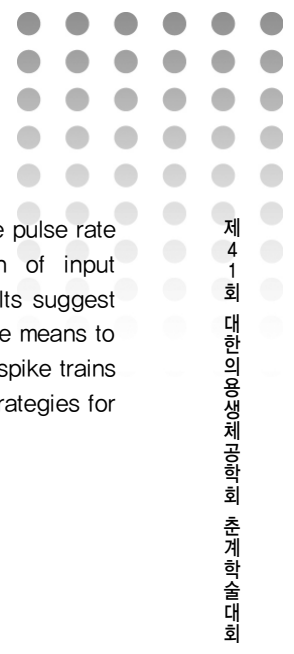 e pulse rate
n of input
lts suggest
e means to
spike trains
rategies for
제41회 대한의용생체공학회 춘계학술대회